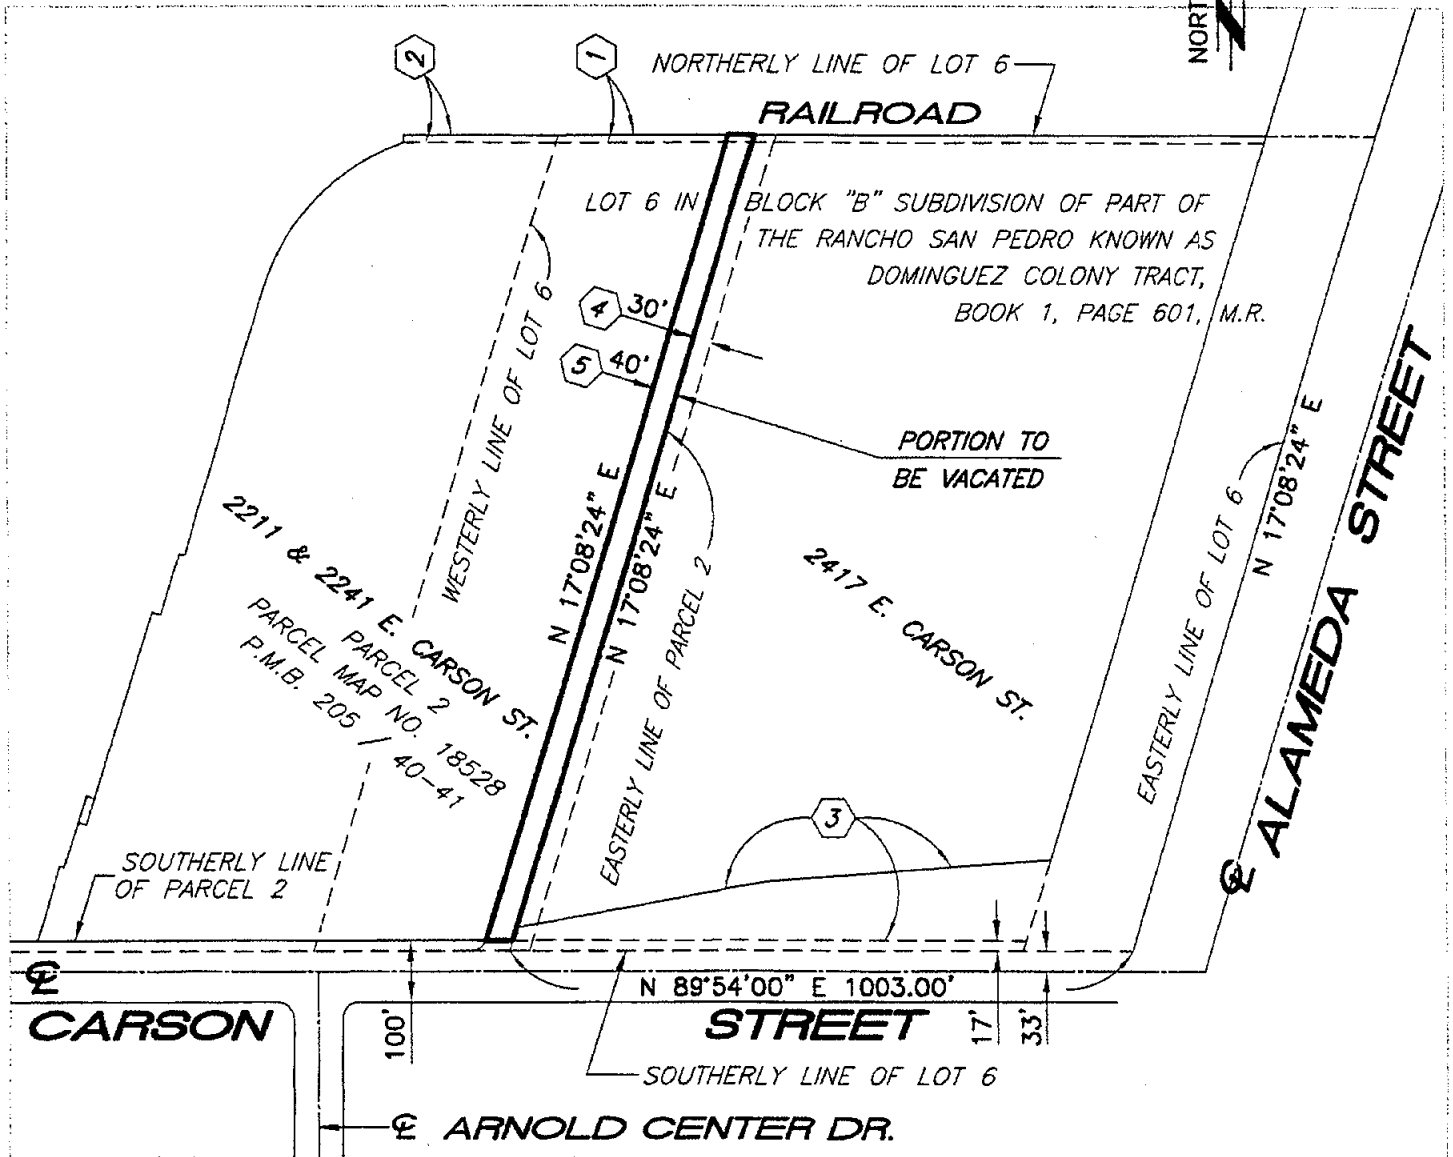 NORT
2
1
NORTHERLY LINE OF LOT 6
RAILROAD
LOT 6 IN BLOCK "B" SUBDIVISION OF PART OF
THE RANCHO SAN PEDRO KNOWN AS
DOMINGUEZ COLONY TRACT,
BOOK 1, PAGE 601, M.R.
4 30'
5 40'
WESTERLY LINE OF LOT 6
PORTION TO
BE VACATED
N 17°08'24" E
N 17°08'24" E
EASTERLY LINE OF PARCEL 2
2211 & 2241 E. CARSON ST.
PARCEL 2
PARCEL MAP NO. 18528
P.M.B. 205 / 40-41
2417 E. CARSON ST.
EASTERLY LINE OF LOT 6
N 17°08'24" E
℄ ALAMEDA STREET
3
SOUTHERLY LINE
OF PARCEL 2
℄
N 89°54'00" E 1003.00'
CARSON STREET
100'
17'
33'
SOUTHERLY LINE OF LOT 6
℄ ARNOLD CENTER DR.